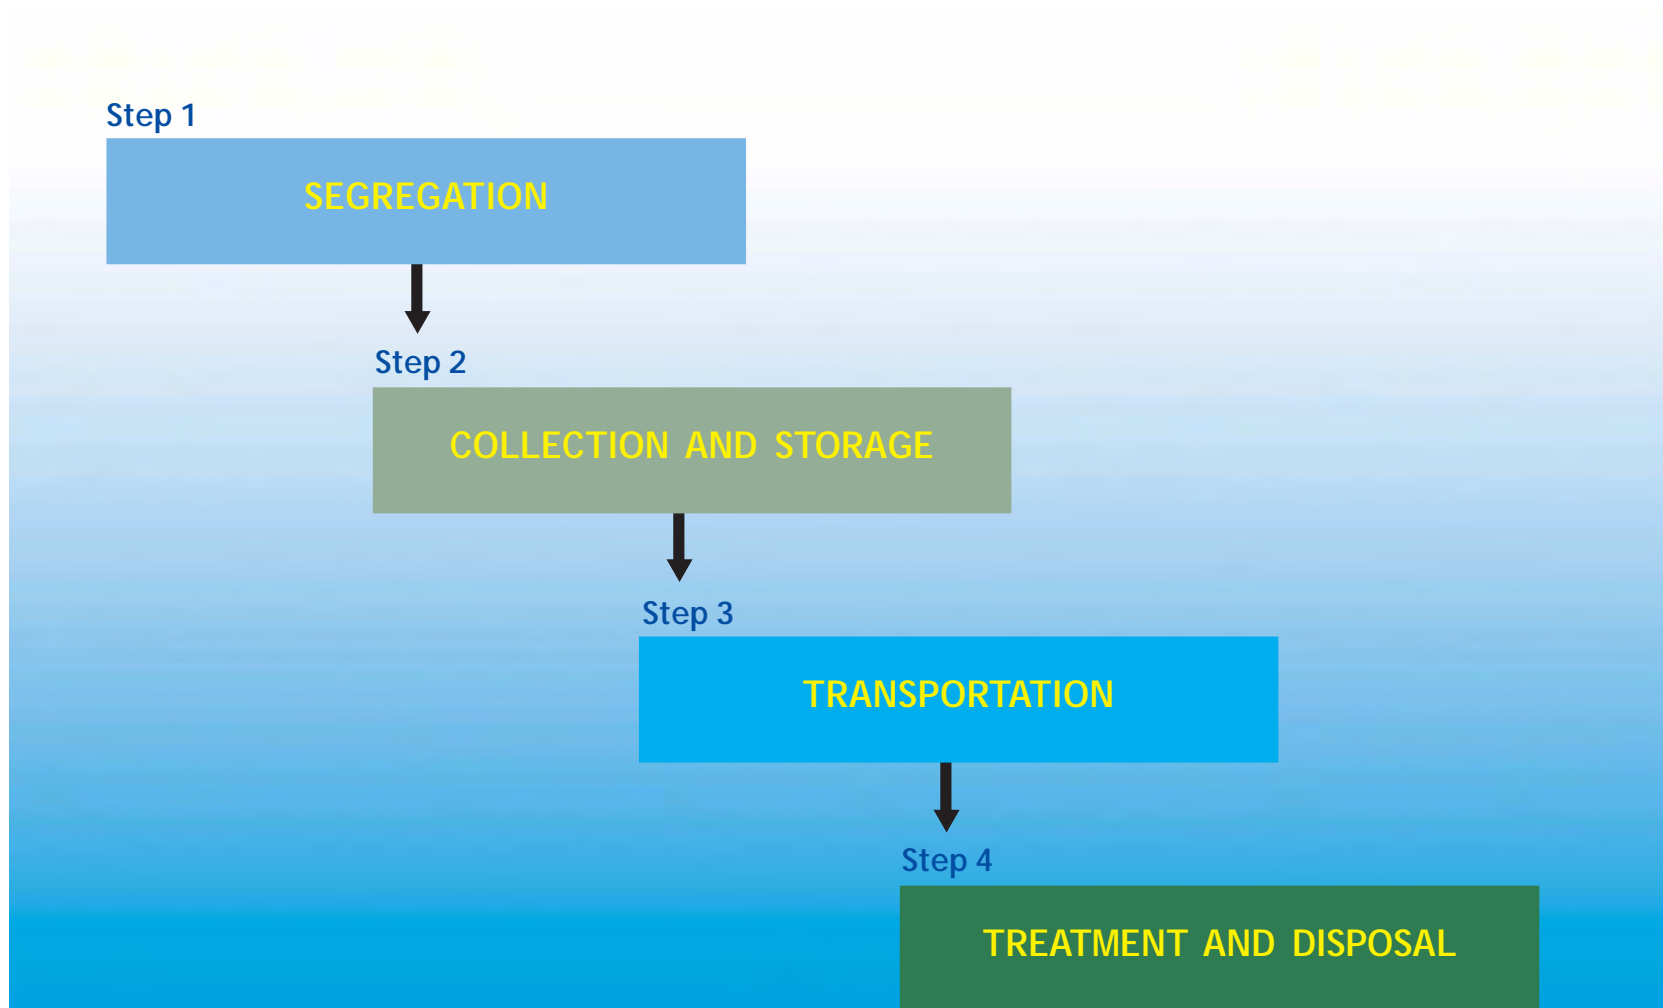 Step 1
SEGREGATION
Step 2
COLLECTION AND STORAGE
Step 3
TRANSPORTATION
Step 4
TREATMENT AND DISPOSAL